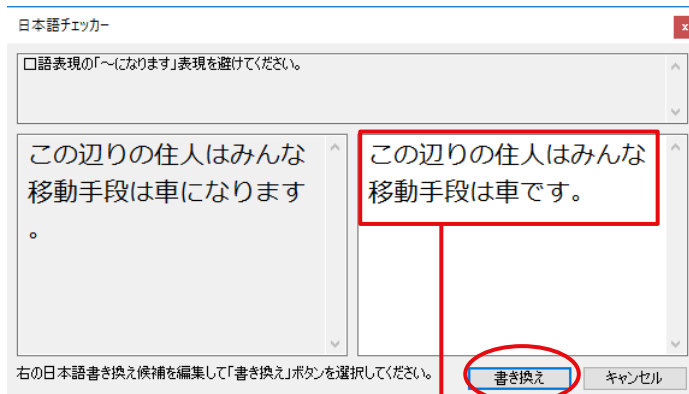 日本語チェッカー
x
口語表現の「～になります」表現を避けてください。
この辺りの住人はみんな
移動手段は車になります
。
この辺りの住人はみんな
移動手段は車です。
右の日本語書き換え候補を編集して「書き換え」ボタンを選択してください。
書き換え
キャンセル